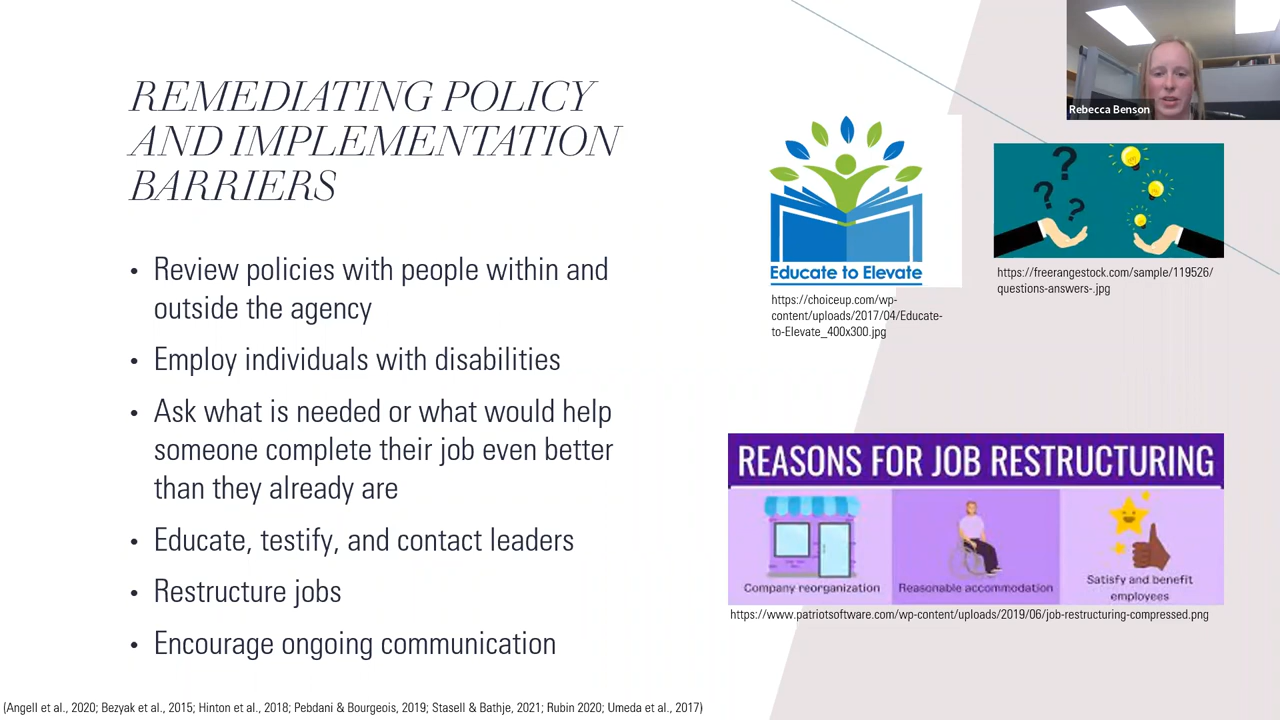 REMEDIATING POLICY
AND IMPLEMENTATION
BARRIERS
• Review policies with people within and
outside the agency
• Employ individuals with disabilities
• Ask what is needed or what would help
someone complete their job even better
than they already are
• Educate, testify, and contact leaders
• Restructure jobs
• Encourage ongoing communication
(Angell et al., 2020; Bezyak et al., 2015; Hinton et al., 2018; Pebdani & Bourgeois, 2019; Stasell & Bathje, 2021; Rubin 2020; Umeda et al., 2017)
Educate to Elevate
https://choiceup.com/wp-
content/uploads/2017/04/Educate-
to-Elevate_400x300.jpg
Rebecca Benson
? ? ?
https://freerangestock.com/sample/119526/
questions-answers-.jpg
REASONS FOR JOB RESTRUCTURING
Company reorganization
Reasonable accommodation
Satisfy and benefit
employees
https://www.patriotsoftware.com/wp-content/uploads/2019/06/job-restructuring-compressed.png